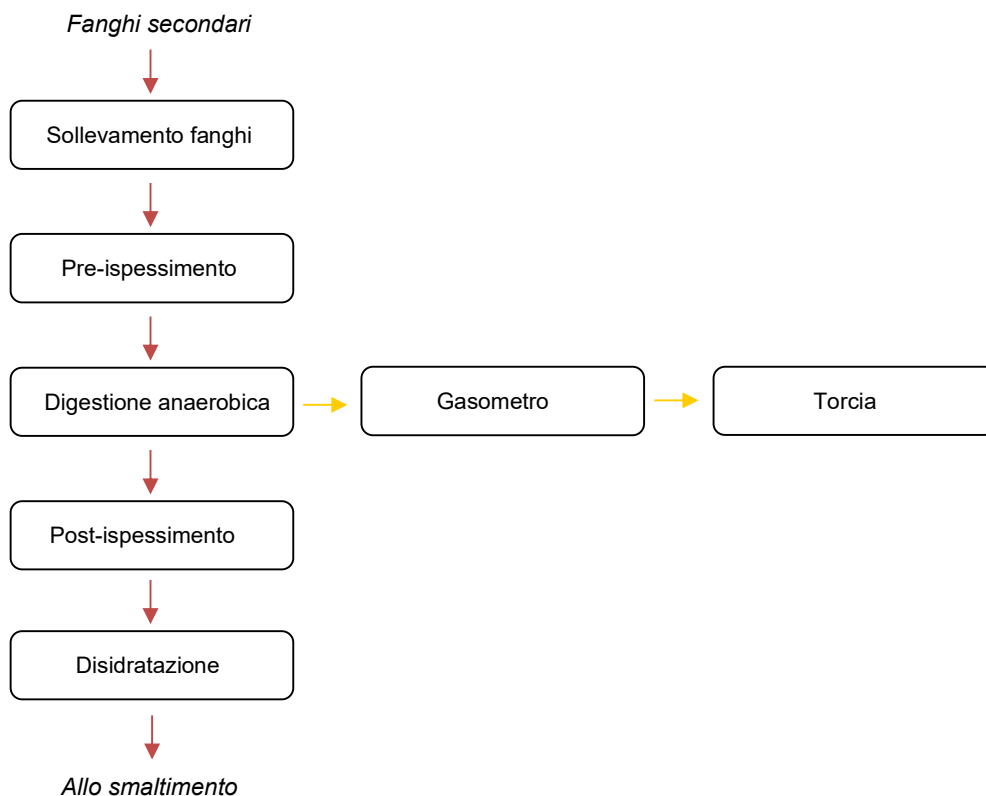 Fanghi secondari
Sollevamento fanghi
Pre-ispessimento
Digestione anaerobica
Gasometro
Torcia
Post-ispessimento
Disidratazione
Allo smaltimento